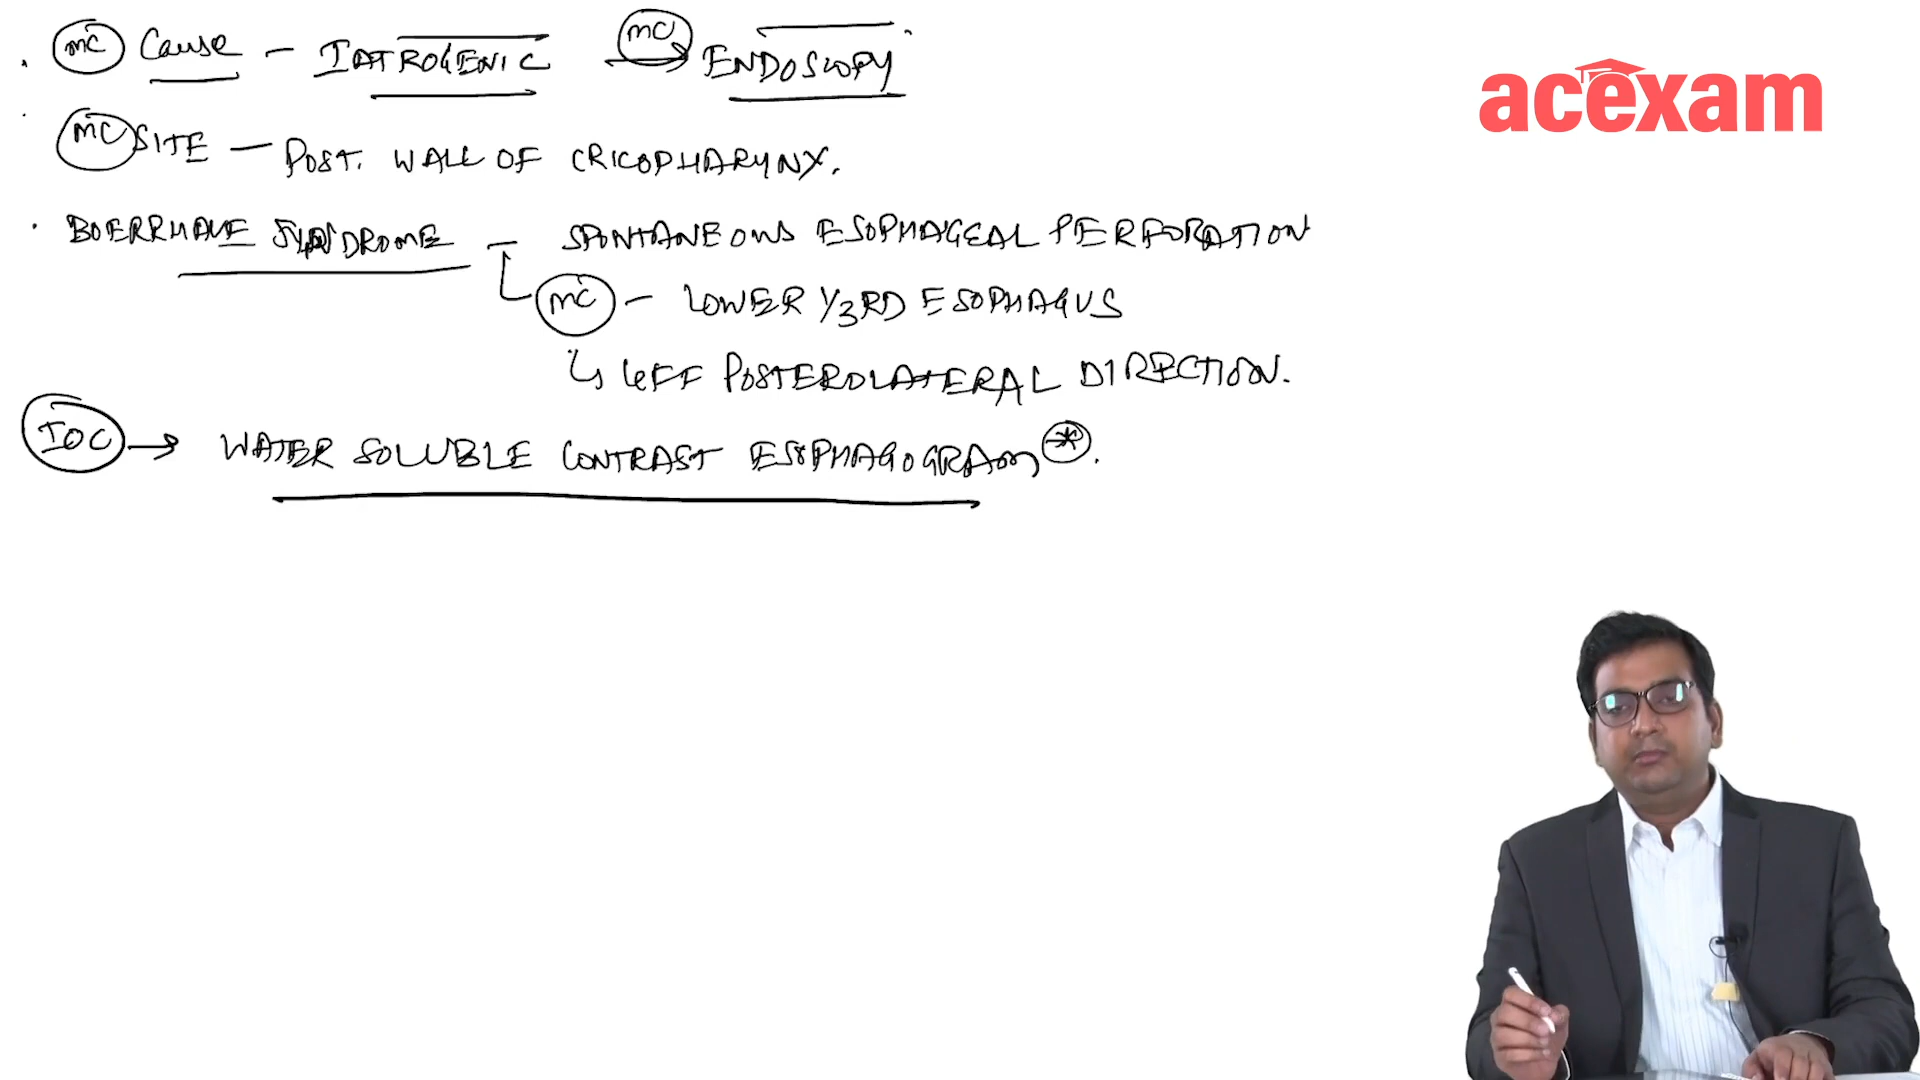 . MC Cause - IATROGENIC MC → ENDOSCOPY
. MC SITE - POST. WALL OF CRICOPHARYNX.
. BOERRHAVE SYNDROME - SPONTANEOUS ESOPHAGEAL PERFORATION
MC - LOWER 1/3RD ESOPHAGUS
↳ LEFT POSTEROLATERAL DIRECTION.
IOC → WATER SOLUBLE CONTRAST ESOPHAGOGRAM *.
acexam